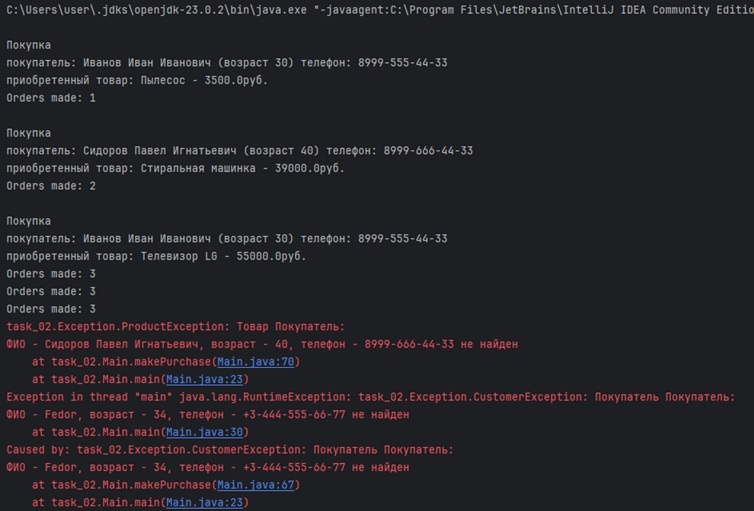 C:\Users\user\.jdks\openjdk-23.0.2\bin\java.exe "-javaagent:C:\Program Files\JetBrains\IntelliJ IDEA Community Editio
Покупка
покупатель: Иванов Иван Иванович (возраст 30) телефон: 8999-555-44-33
приобретенный товар: Пылесос - 3500.0руб.
Orders made: 1
Покупка
покупатель: Сидоров Павел Игнатьевич (возраст 40) телефон: 8999-666-44-33
приобретенный товар: Стиральная машинка - 39000.0руб.
Orders made: 2
Покупка
покупатель: Иванов Иван Иванович (возраст 30) телефон: 8999-555-44-33
приобретенный товар: Телевизор LG - 55000.0руб.
Orders made: 3
Orders made: 3
Orders made: 3
task_02.Exception.ProductException: Товар Покупатель:
ФИО - Сидоров Павел Игнатьевич, возраст - 40, телефон - 8999-666-44-33 не найден
at task_02.Main.makePurchase(Main.java:70)
at task_02.Main.main(Main.java:23)
Exception in thread "main" java.lang.RuntimeException: task_02.Exception.CustomerException: Покупатель Покупатель:
ФИО - Fedor, возраст - 34, телефон - +3-444-555-66-77 не найден
at task_02.Main.main(Main.java:30)
Caused by: task_02.Exception.CustomerException: Покупатель Покупатель:
ФИО - Fedor, возраст - 34, телефон - +3-444-555-66-77 не найден
at task_02.Main.makePurchase(Main.java:67)
at task_02.Main.main(Main.java:23)